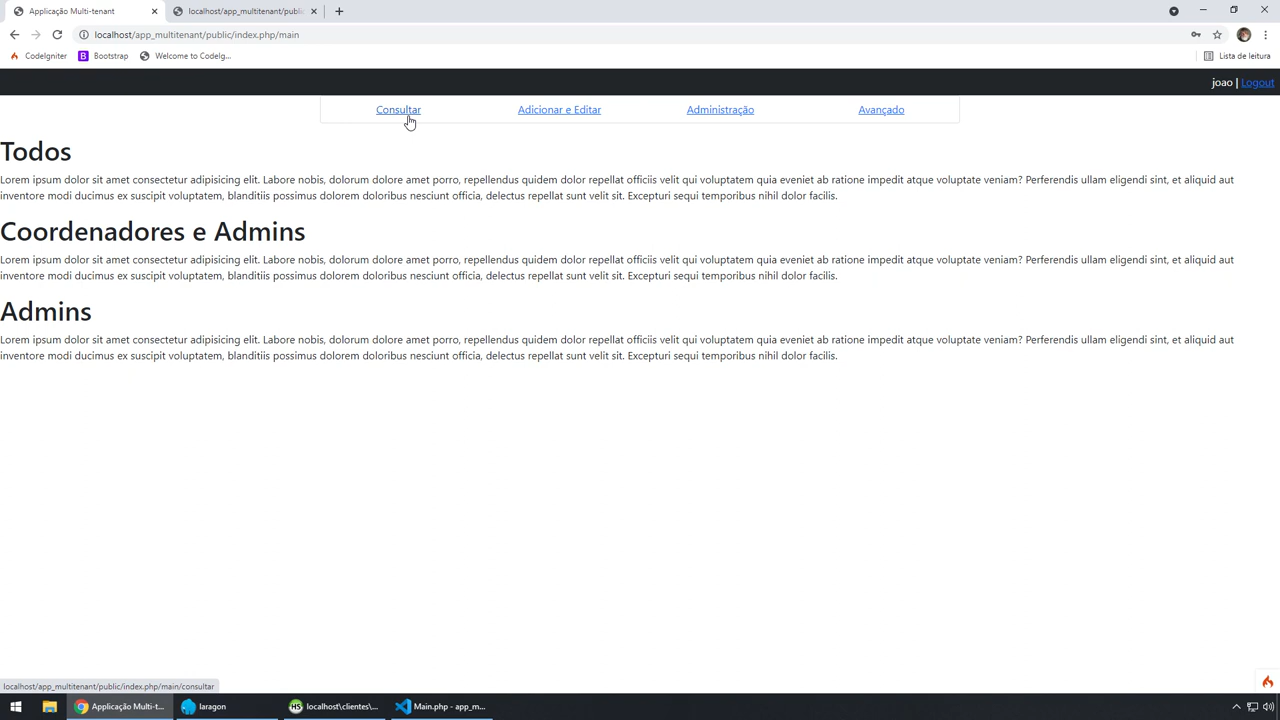 Applicação Multi-tenant
localhost/app_multitenant/public
localhost/app_multitenant/public/index.php/main
CodeIgniter
Bootstrap
Welcome to CodeIg...
Lista de leitura
joao | Logout
Consultar
Adicionar e Editar
Administração
Avançado
Todos
Lorem ipsum dolor sit amet consectetur adipisicing elit. Labore nobis, dolorum dolore amet porro, repellendus quidem dolor repellat officiis velit qui voluptatem quia eveniet ab ratione impedit atque voluptate veniam? Perferendis ullam eligendi sint, et aliquid aut
inventore modi ducimus ex suscipit voluptatem, blanditiis possimus dolorem doloribus nesciunt officia, delectus repellat sunt velit sit. Excepturi sequi temporibus nihil dolor facilis.
Coordenadores e Admins
Lorem ipsum dolor sit amet consectetur adipisicing elit. Labore nobis, dolorum dolore amet porro, repellendus quidem dolor repellat officiis velit qui voluptatem quia eveniet ab ratione impedit atque voluptate veniam? Perferendis ullam eligendi sint, et aliquid aut
inventore modi ducimus ex suscipit voluptatem, blanditiis possimus dolorem doloribus nesciunt officia, delectus repellat sunt velit sit. Excepturi sequi temporibus nihil dolor facilis.
Admins
Lorem ipsum dolor sit amet consectetur adipisicing elit. Labore nobis, dolorum dolore amet porro, repellendus quidem dolor repellat officiis velit qui voluptatem quia eveniet ab ratione impedit atque voluptate veniam? Perferendis ullam eligendi sint, et aliquid aut
inventore modi ducimus ex suscipit voluptatem, blanditiis possimus dolorem doloribus nesciunt officia, delectus repellat sunt velit sit. Excepturi sequi temporibus nihil dolor facilis.
localhost/app_multitenant/public/index.php/main/consultar
Applicação Multi-t...
laragon
HS localhost\clientes\...
Main.php - app_m...